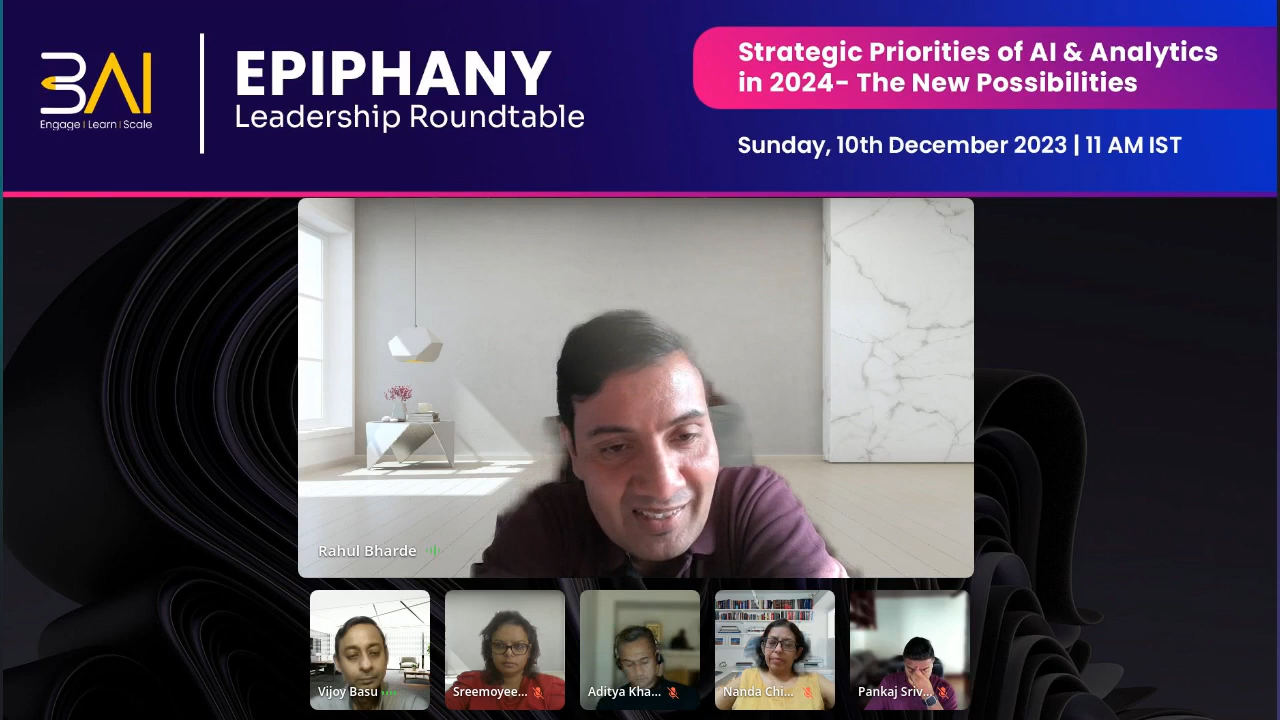 3AI
Engage | Learn | Scale
EPIPHANY
Leadership Roundtable
Strategic Priorities of AI & Analytics
in 2024- The New Possibilities
Sunday, 10th December 2023 | 11 AM IST
Rahul Bharde
Vijoy Basu
Sreemoyee...
Aditya Kha...
Nanda Chi...
Pankaj Sriv...